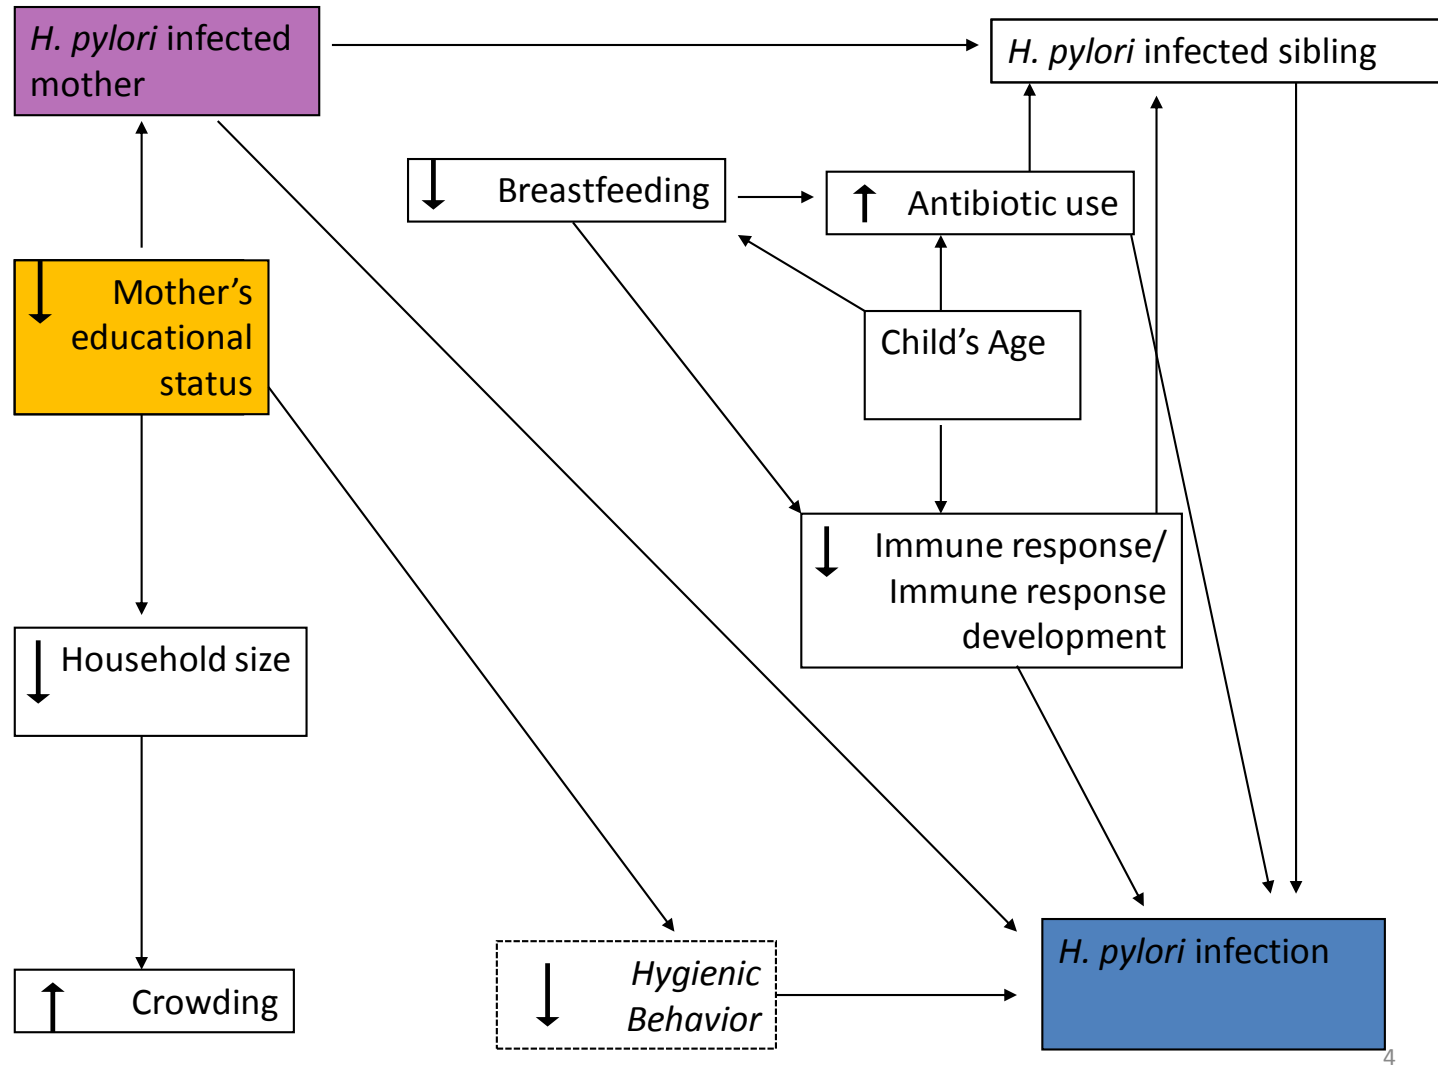 H. pylori infected
mother
H. pylori infected sibling
Breastfeeding
Antibiotic use
Mother's
educational
status
Child's Age
Immune response/
Immune response
development
Household size
H. pylori infection
Hygienic
Behavior
Crowding
4